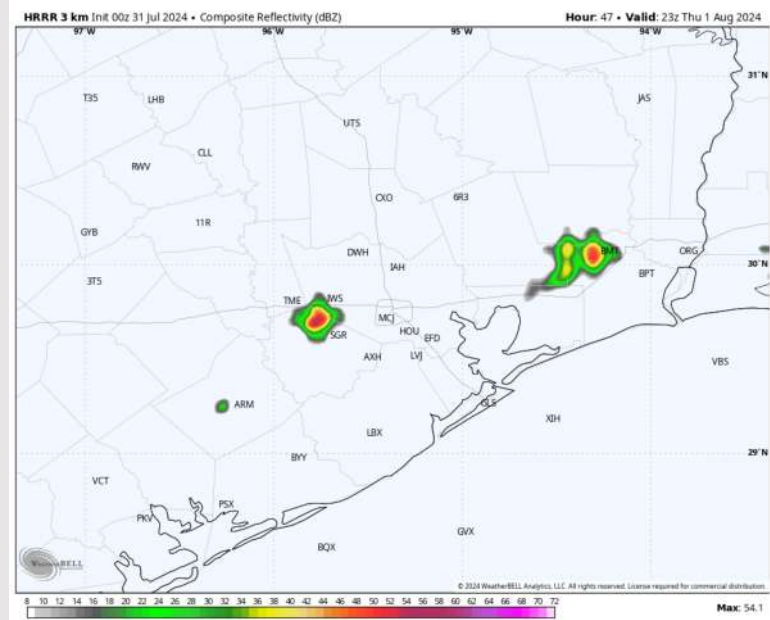 HRRR 3 km Init 00z 31 Jul 2024 • Composite Reflectivity (dBZ) Hour: 47 • Valid: 23z Thu 1 Aug 2024
97°W 96°W 95°W 94°W
31°N
T35 LHB JAS
UTS
CLL
RWV
CXO 6R3
11R
GYB
DWH BMT ORG
IAH 30°N
3T5 BPT
TME IWS
MCJ
HOU
SGR EFD
AXH LVJ
VBS
ARM GLS
XIH
LBX
BYY 29°N
VCT
PSX
PKV
GVX
BQX
WeatherBELL
© 2024 WeatherBELL Analytics, LLC. All rights reserved. License required for commercial distribution.
8 10 12 14 16 18 20 22 24 26 28 30 32 34 36 38 40 42 44 46 48 50 52 54 56 58 60 62 64 66 68 70 72 Max: 54.1